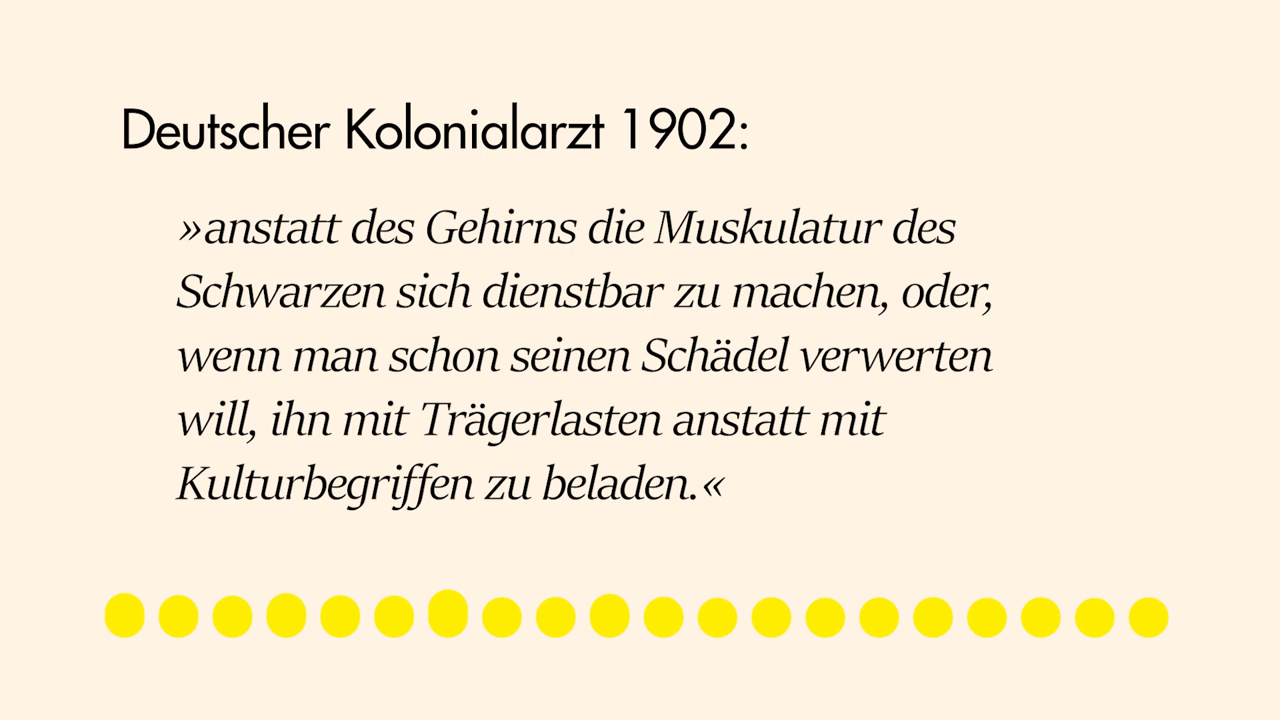 Deutscher Kolonialarzt 1902:
»anstatt des Gehirns die Muskulatur des
Schwarzen sich dienstbar zu machen, oder,
wenn man schon seinen Schädel verwerten
will, ihn mit Trägerlasten anstatt mit
Kulturbegriffen zu beladen.«